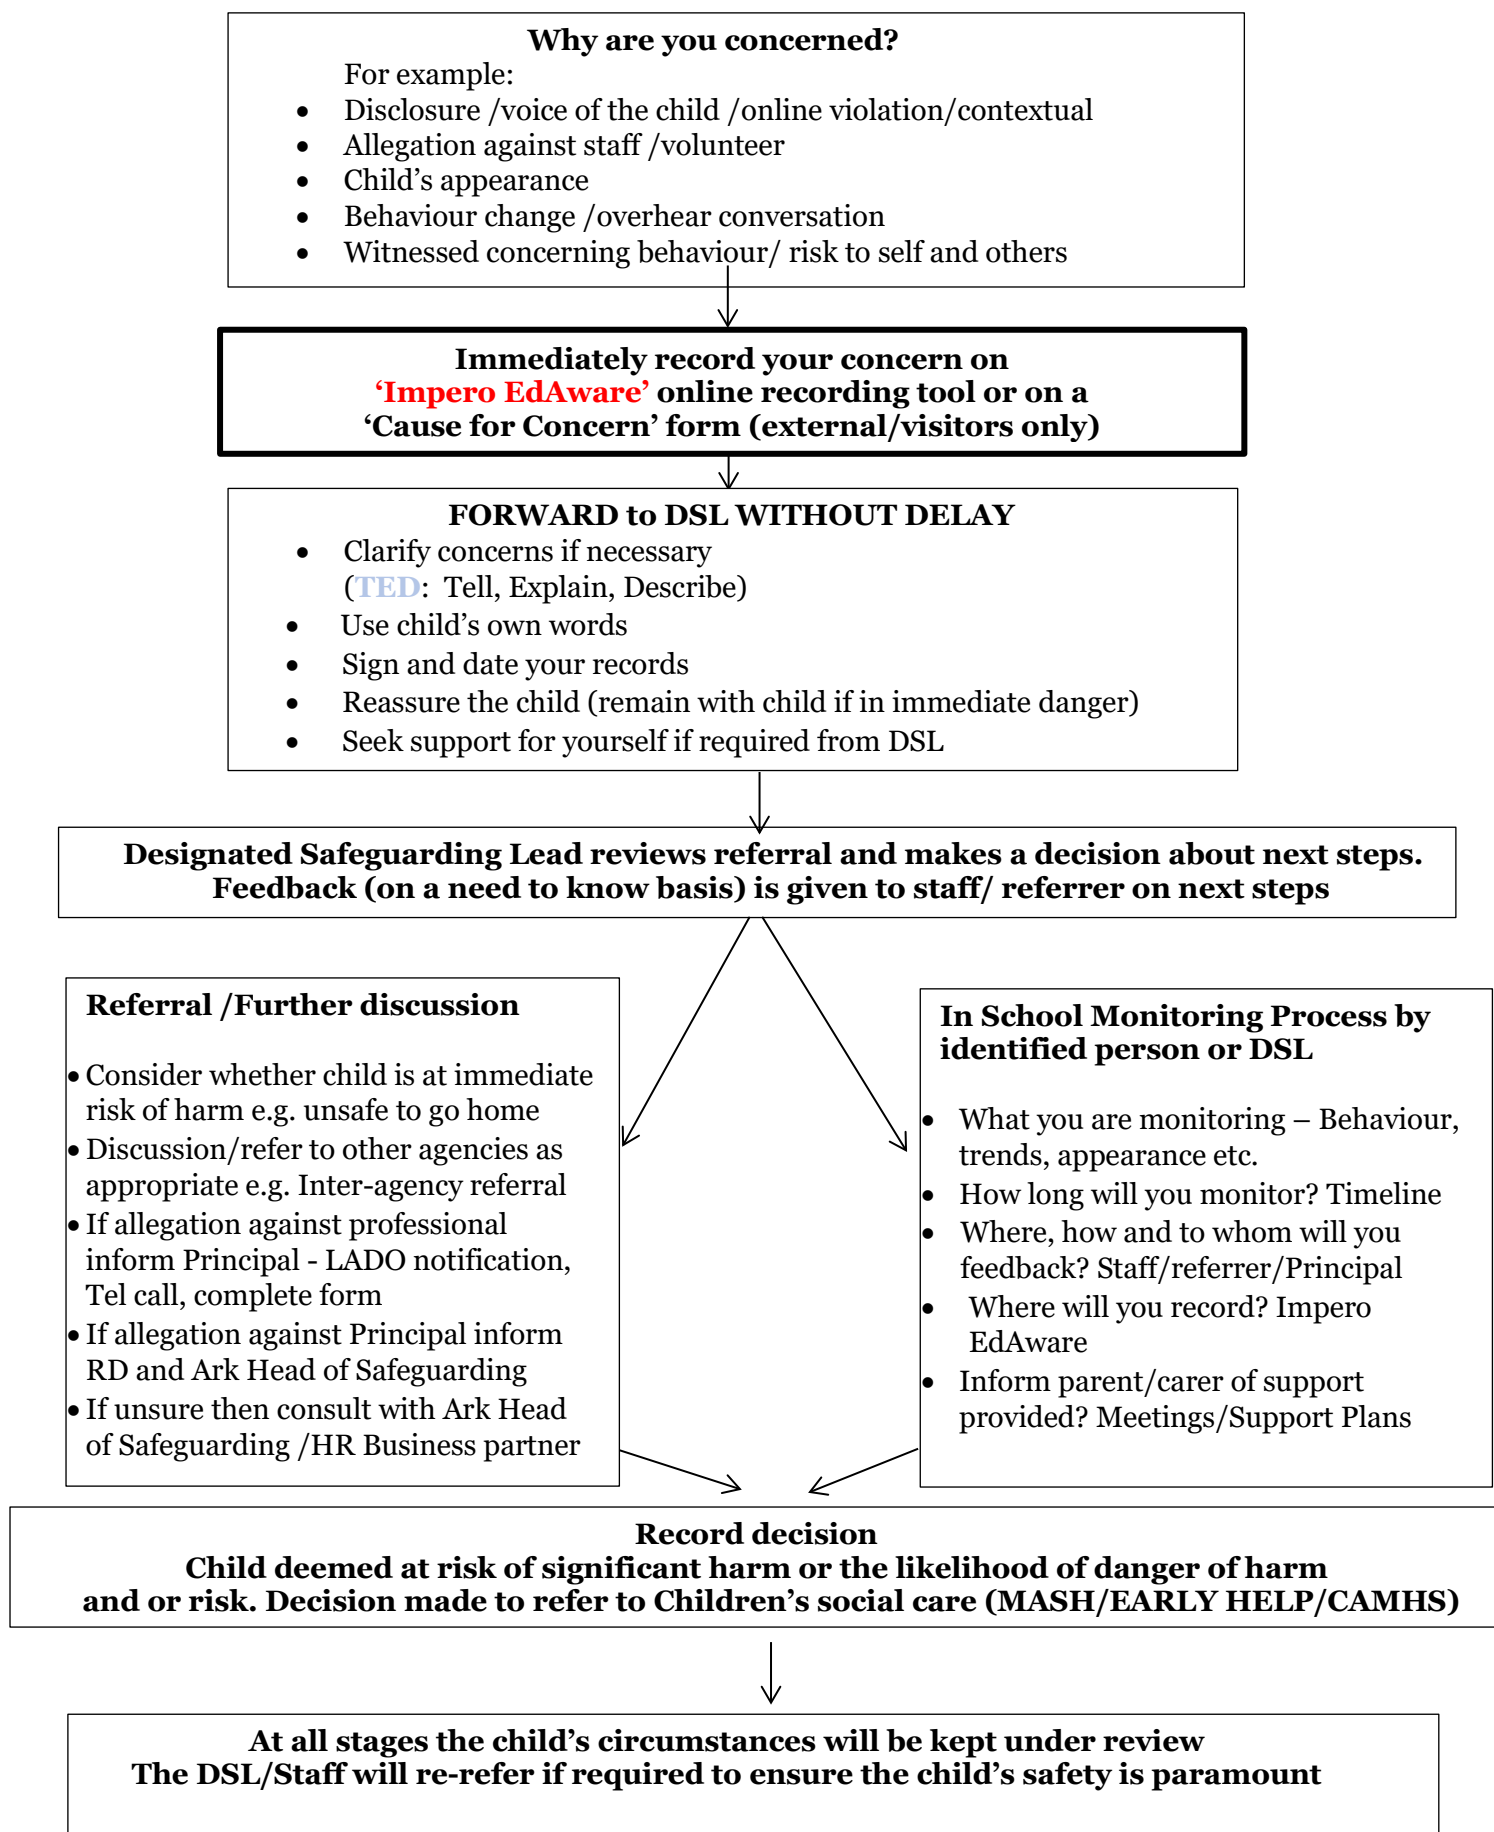 Why are you concerned?
For example:
• Disclosure /voice of the child /online violation/contextual
• Allegation against staff /volunteer
• Child’s appearance
• Behaviour change /overhear conversation
• Witnessed concerning behaviour/ risk to self and others
Immediately record your concern on
‘Impero EdAware’ online recording tool or on a
‘Cause for Concern’ form (external/visitors only)
FORWARD to DSL WITHOUT DELAY
• Clarify concerns if necessary
(TED: Tell, Explain, Describe)
• Use child’s own words
• Sign and date your records
• Reassure the child (remain with child if in immediate danger)
• Seek support for yourself if required from DSL
Designated Safeguarding Lead reviews referral and makes a decision about next steps.
Feedback (on a need to know basis) is given to staff/ referrer on next steps
Referral /Further discussion
• Consider whether child is at immediate
risk of harm e.g. unsafe to go home
• Discussion/refer to other agencies as
appropriate e.g. Inter-agency referral
• If allegation against professional
inform Principal - LADO notification,
Tel call, complete form
• If allegation against Principal inform
RD and Ark Head of Safeguarding
• If unsure then consult with Ark Head
of Safeguarding /HR Business partner
In School Monitoring Process by
identified person or DSL
• What you are monitoring – Behaviour,
trends, appearance etc.
• How long will you monitor? Timeline
• Where, how and to whom will you
feedback? Staff/referrer/Principal
• Where will you record? Impero
EdAware
• Inform parent/carer of support
provided? Meetings/Support Plans
Record decision
Child deemed at risk of significant harm or the likelihood of danger of harm
and or risk. Decision made to refer to Children’s social care (MASH/EARLY HELP/CAMHS)
At all stages the child’s circumstances will be kept under review
The DSL/Staff will re-refer if required to ensure the child’s safety is paramount